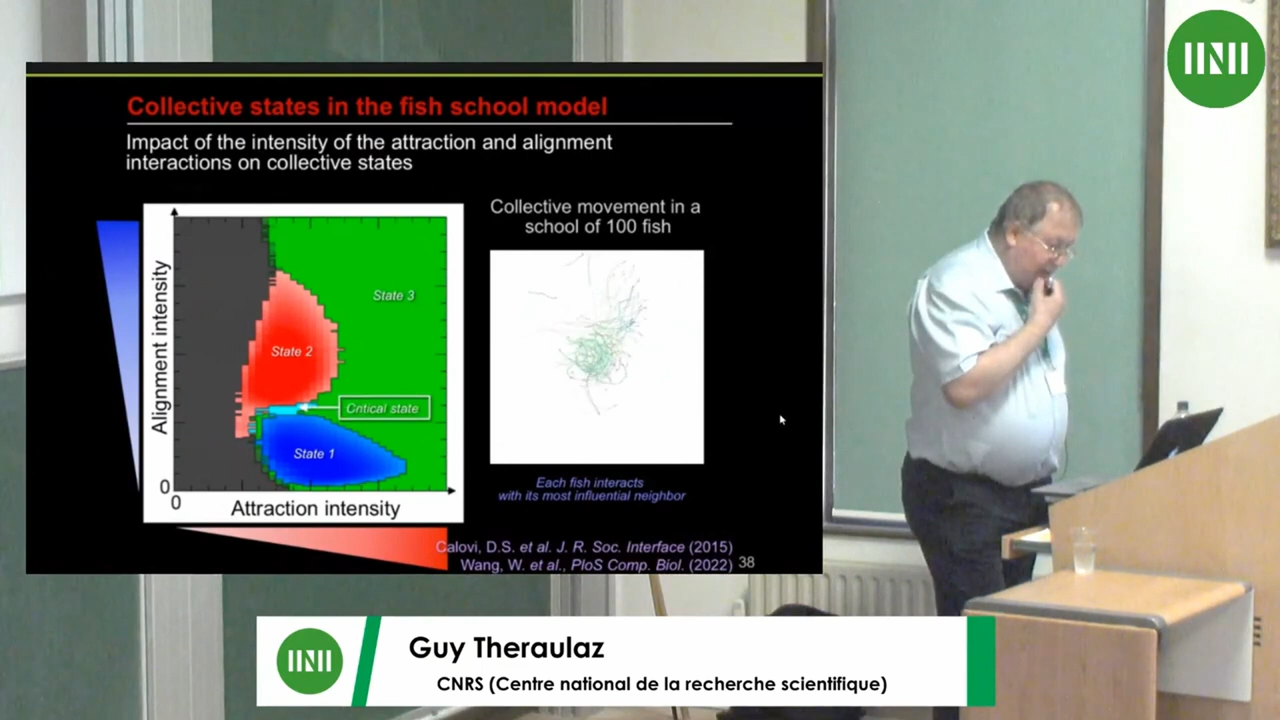 Collective states in the fish school model
Impact of the intensity of the attraction and alignment
interactions on collective states
Alignment intensity
State 3
State 2
Critical state
State 1
0
0
Attraction intensity
Collective movement in a
school of 100 fish
Each fish interacts
with its most influential neighbor
Calovi, D.S. et al. J. R. Soc. Interface (2015)
Wang, W. et al., PloS Comp. Biol. (2022)
38
Guy Theraulaz
CNRS (Centre national de la recherche scientifique)